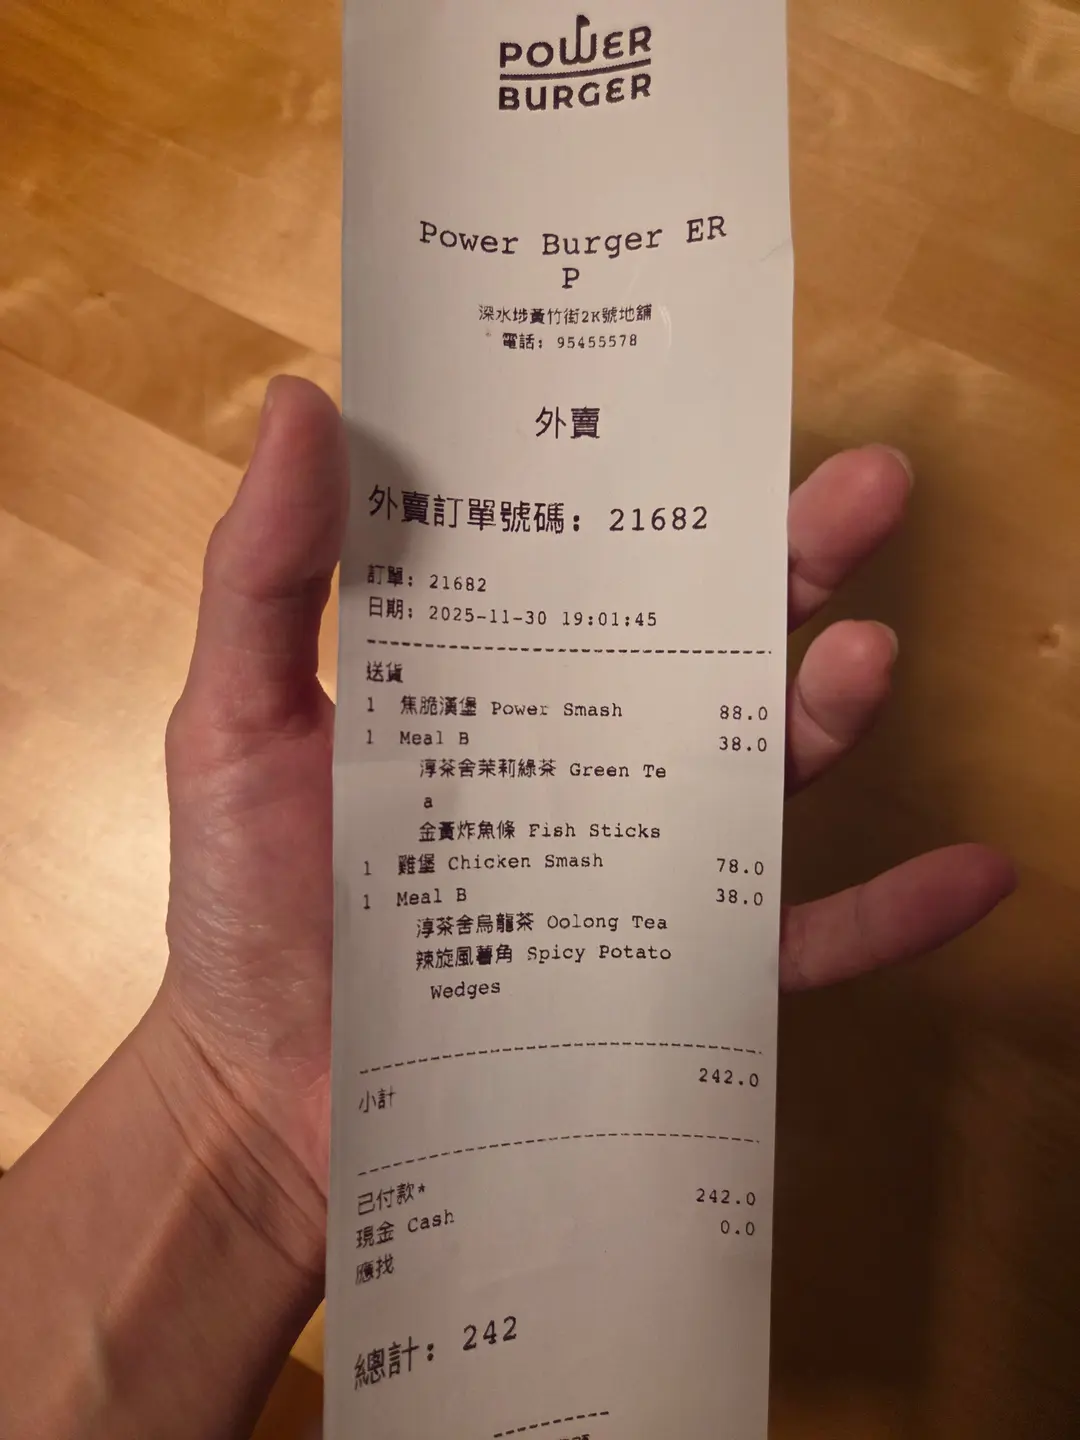 POWER
BURGER
Power Burger ER
P
深水埗黃竹街2K號地舖
電話: 95455578
外賣
外賣訂單號碼: 21682
訂單: 21682
日期: 2025-11-30 19:01:45
送貨
1 焦脆漢堡 Power Smash 88.0
1 Meal B 38.0
淳茶舍茉莉綠茶 Green Te
a
金黃炸魚條 Fish Sticks
1 雞堡 Chicken Smash 78.0
1 Meal B 38.0
淳茶舍烏龍茶 Oolong Tea
辣旋風薯角 Spicy Potato
Wedges
小計 242.0
已付款*
現金 Cash 242.0
應找 0.0
總計: 242